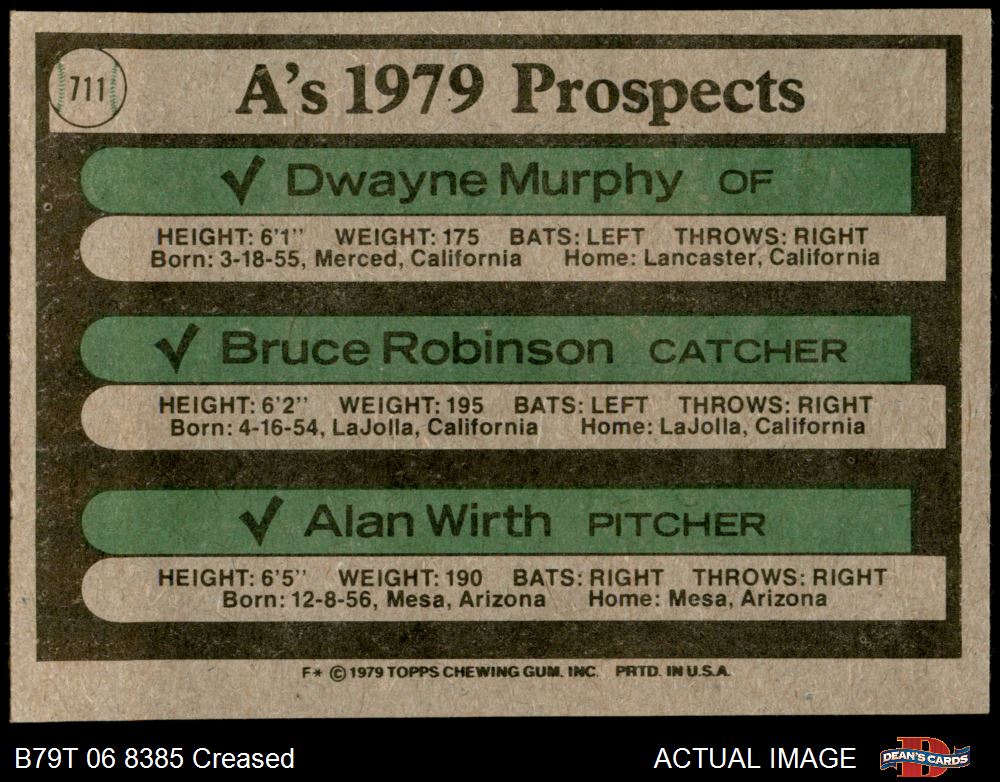 711
A's 1979 Prospects
✓ Dwayne Murphy OF
HEIGHT: 6'1'' WEIGHT: 175 BATS: LEFT THROWS: RIGHT
Born: 3-18-55, Merced, California Home: Lancaster, California
✓ Bruce Robinson CATCHER
HEIGHT: 6'2'' WEIGHT: 195 BATS: LEFT THROWS: RIGHT
Born: 4-16-54, LaJolla, California Home: LaJolla, California
✓ Alan Wirth PITCHER
HEIGHT: 6'5'' WEIGHT: 190 BATS: RIGHT THROWS: RIGHT
Born: 12-8-56, Mesa, Arizona Home: Mesa, Arizona
F* © 1979 TOPPS CHEWING GUM, INC. PRTD. IN U.S.A.
B79T 06 8385 Creased ACTUAL IMAGE
D
DEAN'S CARDS